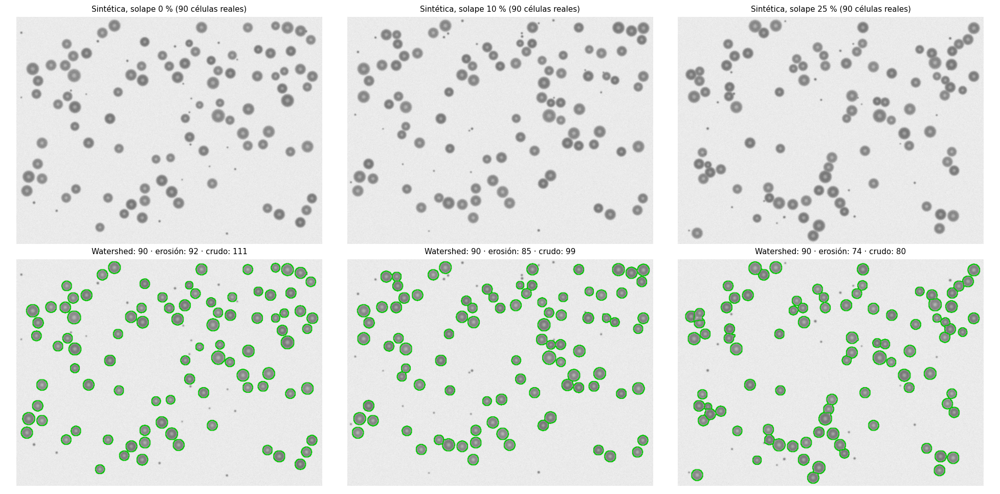 Sintética, solape 0 % (90 células reales)
Sintética, solape 10 % (90 células reales)
Sintética, solape 25 % (90 células reales)
Watershed: 90 · erosión: 92 · crudo: 111
Watershed: 90 · erosión: 85 · crudo: 99
Watershed: 90 · erosión: 74 · crudo: 80